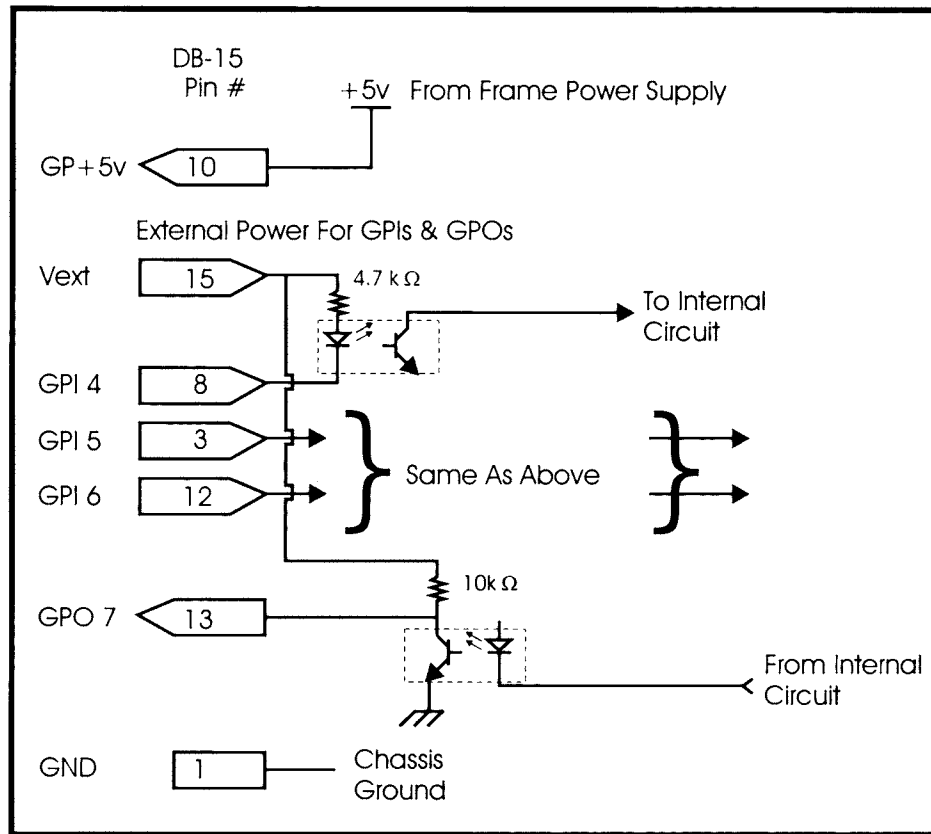 DB-15
Pin #
+5v From Frame Power Supply
GP+5v 10
External Power For GPIs & GPOs
Vext 15
4.7 k Ω
To Internal
Circuit
GPI 4 8
GPI 5 3
Same As Above
GPI 6 12
10k Ω
GPO 7 13
From Internal
Circuit
GND 1
Chassis
Ground